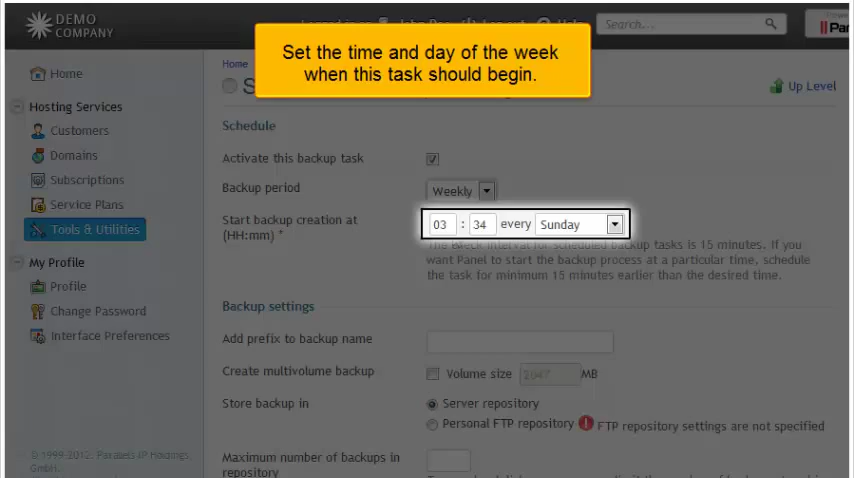 DEMO
COMPANY
Help
Search...
Set the time and day of the week
when this task should begin.
Home
Up Level
Home
Hosting Services
Customers
Domains
Subscriptions
Service Plans
Tools & Utilities
My Profile
Profile
Change Password
Interface Preferences
© 1999-2012. Parallels IP Holdings
GmbH.
Schedule
Activate this backup task
Backup period
Weekly
Start backup creation at
(HH:mm) *
03 : 34 every Sunday
The check interval for scheduled backup tasks is 15 minutes. If you
want Panel to start the backup process at a particular time, schedule
the task for minimum 15 minutes earlier than the desired time.
Backup settings
Add prefix to backup name
Create multivolume backup
Volume size 2047 MB
Store backup in
Server repository
Personal FTP repository FTP repository settings are not specified
Maximum number of backups in
repository